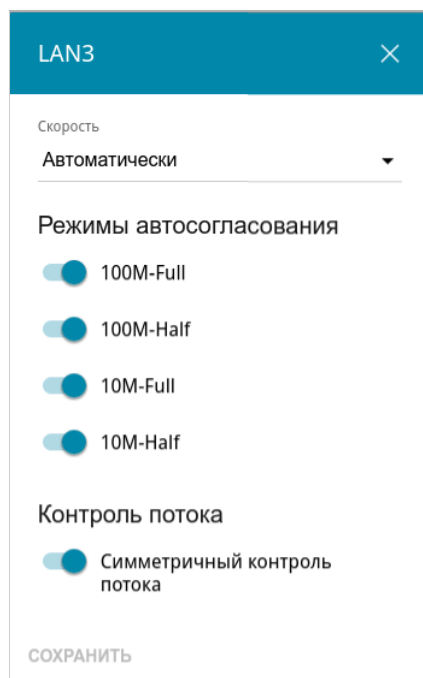 LAN3
Скорость
Автоматически
Режимы автосогласования
100M-Full
100M-Half
10M-Full
10M-Half
Контроль потока
Симметричный контроль
потока
СОХРАНИТЬ